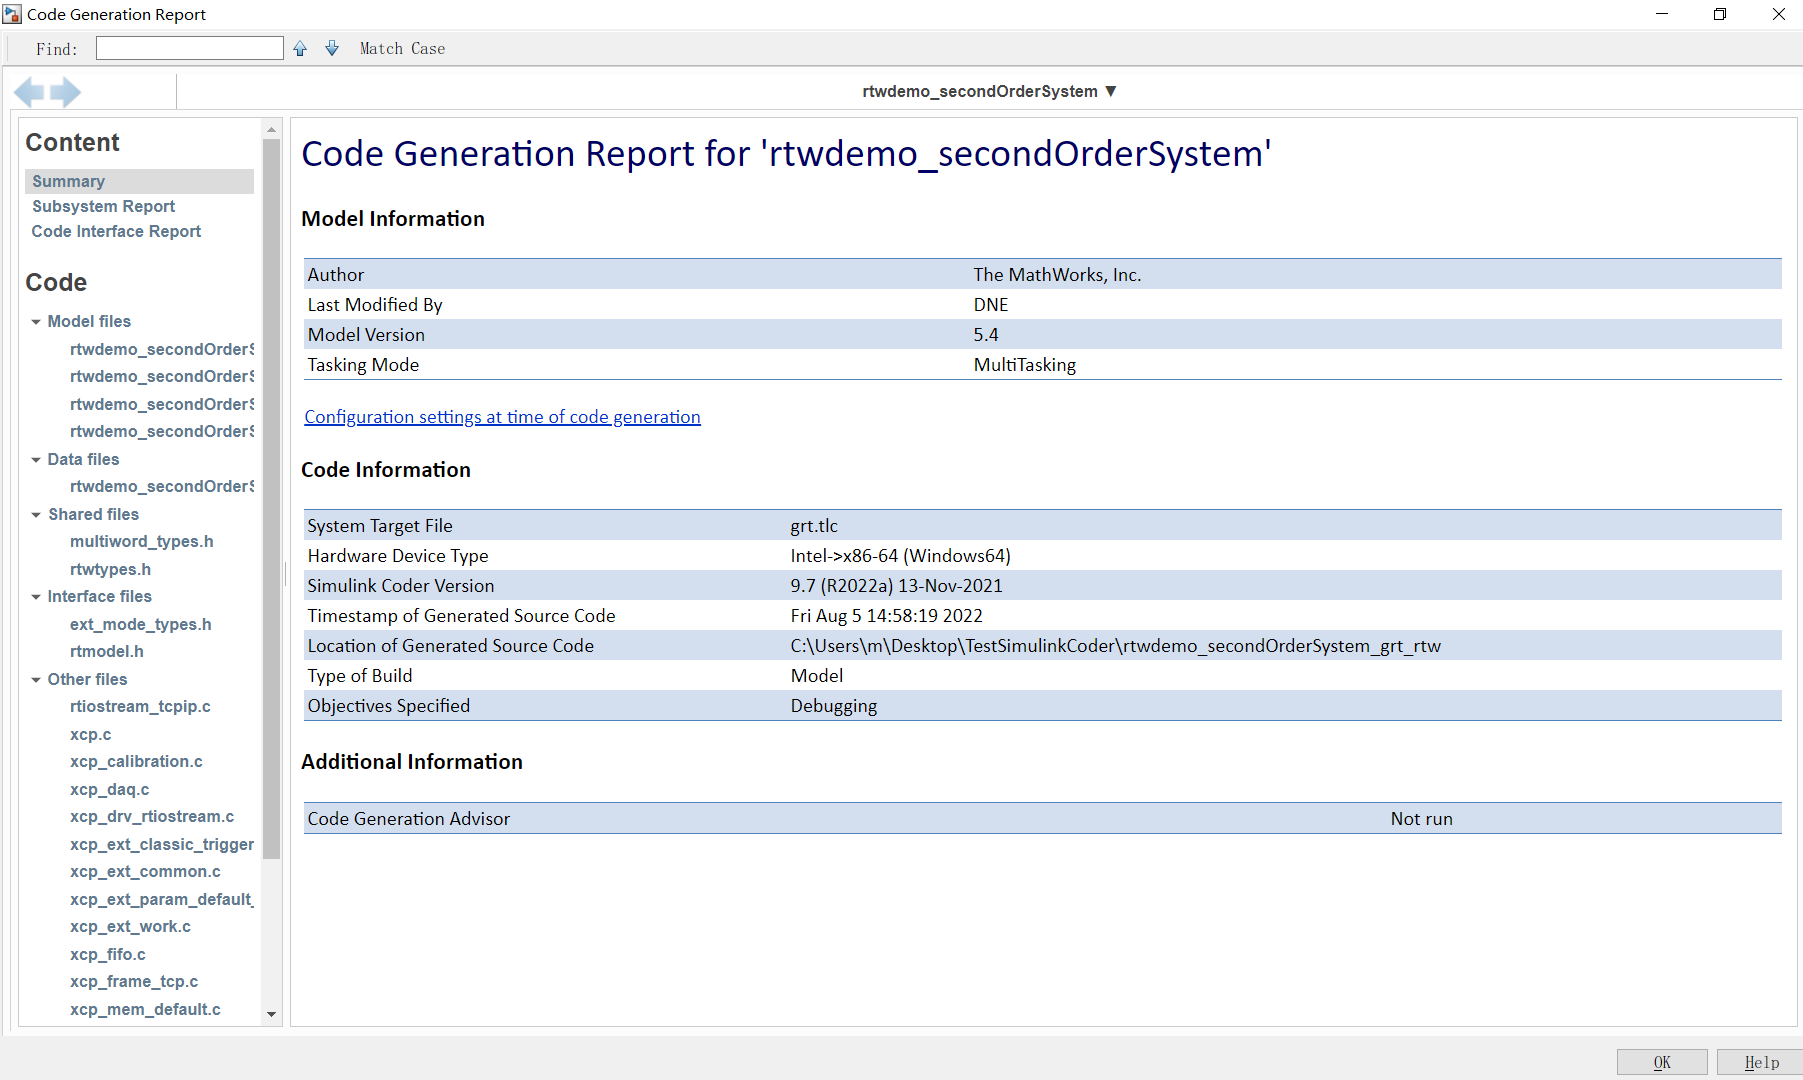 Code Generation Report
Find:
Match Case
rtwdemo_secondOrderSystem ▼
Content
Summary
Subsystem Report
Code Interface Report
Code
Model files
rtwdemo_secondOrderS
rtwdemo_secondOrderS
rtwdemo_secondOrderS
rtwdemo_secondOrderS
Data files
rtwdemo_secondOrderS
Shared files
multiword_types.h
rtwtypes.h
Interface files
ext_mode_types.h
rtmodel.h
Other files
rtiostream_tcpip.c
xcp.c
xcp_calibration.c
xcp_daq.c
xcp_drv_rtiostream.c
xcp_ext_classic_trigger
xcp_ext_common.c
xcp_ext_param_default_
xcp_ext_work.c
xcp_fifo.c
xcp_frame_tcp.c
xcp_mem_default.c
Code Generation Report for 'rtwdemo_secondOrderSystem'
Model Information
Author The MathWorks, Inc.
Last Modified By DNE
Model Version 5.4
Tasking Mode MultiTasking
Configuration settings at time of code generation
Code Information
System Target File grt.tlc
Hardware Device Type Intel->x86-64 (Windows64)
Simulink Coder Version 9.7 (R2022a) 13-Nov-2021
Timestamp of Generated Source Code Fri Aug 5 14:58:19 2022
Location of Generated Source Code C:\Users\m\Desktop\TestSimulinkCoder\rtwdemo_secondOrderSystem_grt_rtw
Type of Build Model
Objectives Specified Debugging
Additional Information
Code Generation Advisor Not run
OK
Help